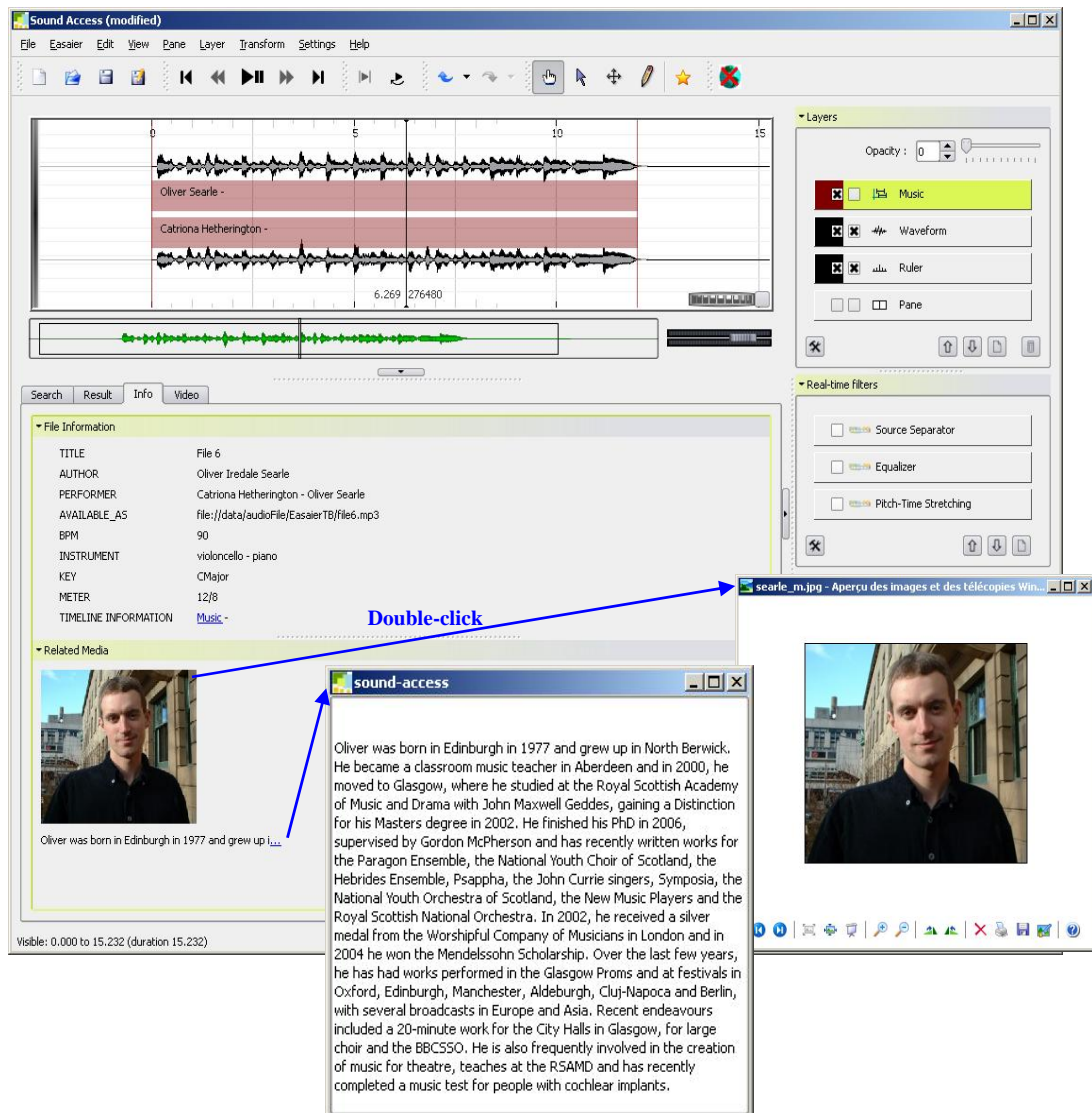 Sound Access (modified)
File Easaier Edit View Pane Layer Transform Settings Help
0 5 10 15
Oliver Searle -
Catriona Hetherington -
6.269 276480
Layers
Opacity : 0
Music
Waveform
Ruler
Pane
Search Result Info Video
File Information
TITLE File 6
AUTHOR Oliver Iredale Searle
PERFORMER Catriona Hetherington - Oliver Searle
AVAILABLE_AS file://data/audioFile/EasaierTB/file6.mp3
BPM 90
INSTRUMENT violoncello - piano
KEY CMajor
METER 12/8
TIMELINE INFORMATION Music -
Real-time filters
Source Separator
Equalizer
Pitch-Time Stretching
Double-click
Related Media
Oliver was born in Edinburgh in 1977 and grew up i...
Visible: 0.000 to 15.232 (duration 15.232)
searle_m.jpg - Aperçu des images et des télécopies Win...
sound-access
Oliver was born in Edinburgh in 1977 and grew up in North Berwick.
He became a classroom music teacher in Aberdeen and in 2000, he
moved to Glasgow, where he studied at the Royal Scottish Academy
of Music and Drama with John Maxwell Geddes, gaining a Distinction
for his Masters degree in 2002. He finished his PhD in 2006,
supervised by Gordon McPherson and has recently written works for
the Paragon Ensemble, the National Youth Choir of Scotland, the
Hebrides Ensemble, Psappha, the John Currie singers, Symposia, the
National Youth Orchestra of Scotland, the New Music Players and the
Royal Scottish National Orchestra. In 2002, he received a silver
medal from the Worshipful Company of Musicians in London and in
2004 he won the Mendelssohn Scholarship. Over the last few years,
he has had works performed in the Glasgow Proms and at festivals in
Oxford, Edinburgh, Manchester, Aldeburgh, Cluj-Napoca and Berlin,
with several broadcasts in Europe and Asia. Recent endeavours
included a 20-minute work for the City Halls in Glasgow, for large
choir and the BBCSSO. He is also frequently involved in the creation
of music for theatre, teaches at the RSAMD and has recently
completed a music test for people with cochlear implants.